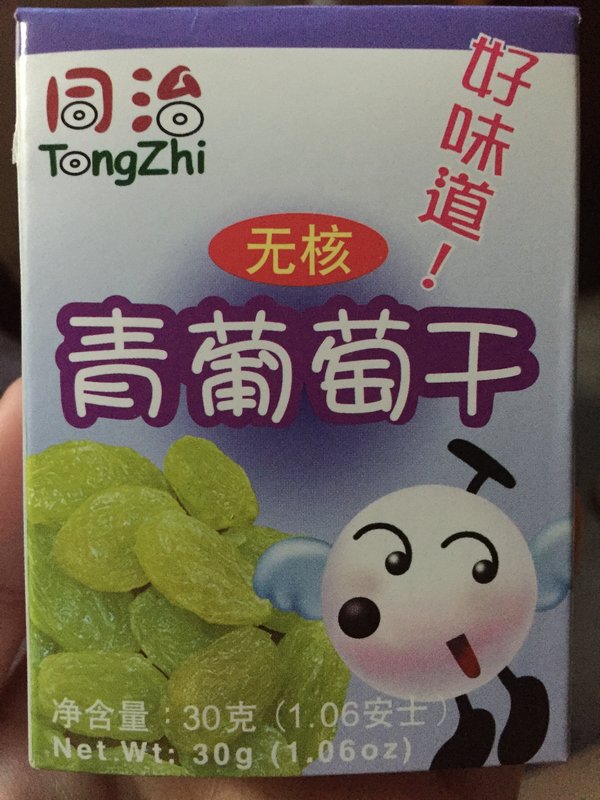 同治
TongZhi
好味道！
无核
青葡萄干
净含量：30克（1.06安士）
Net.Wt: 30g (1.06oz)